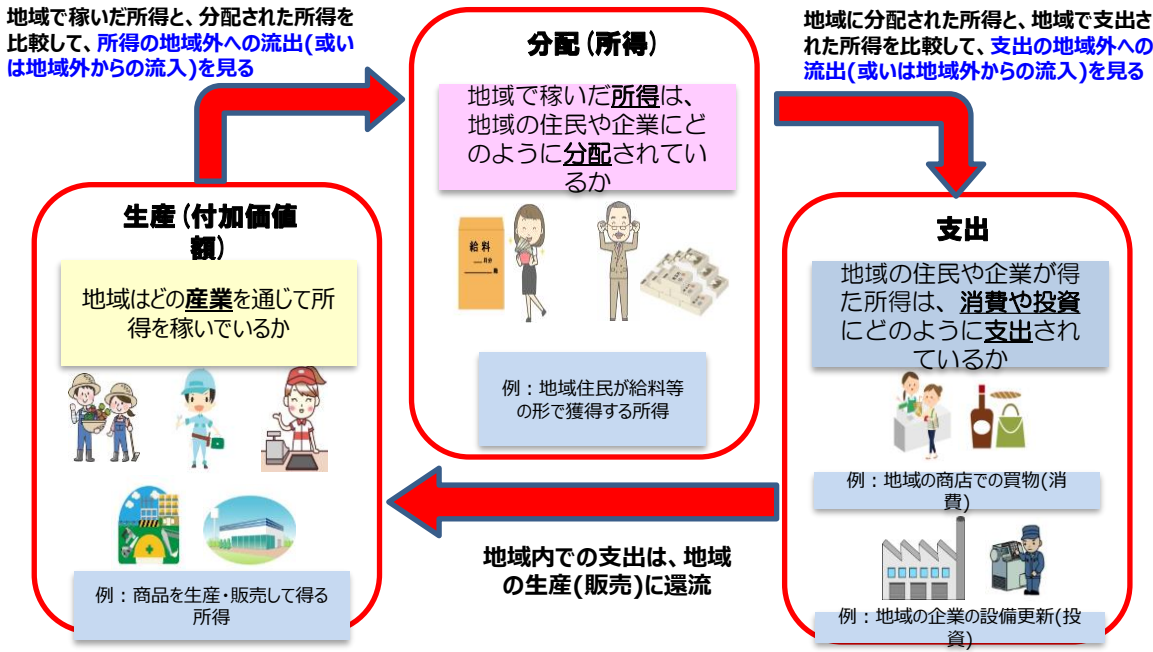 地域で稼いだ所得と、分配された所得を
比較して、所得の地域外への流出(或い
は地域外からの流入)を見る
分配(所得)
地域で稼いだ所得は、
地域の住民や企業にど
のように分配されてい
るか
給料
月分
例：地域住民が給料等
の形で獲得する所得
地域に分配された所得と、地域で支出さ
れた所得を比較して、支出の地域外への
流出(或いは地域外からの流入)を見る
生産(付加価値
額)
地域はどの産業を通じて所
得を稼いでいるか
例：商品を生産・販売して得る
所得
支出
地域の住民や企業が得
た所得は、消費や投資
にどのように支出され
ているか
例：地域の商店での買物(消
費)
例：地域の企業の設備更新(投
資)
地域内での支出は、地域
の生産(販売)に還流